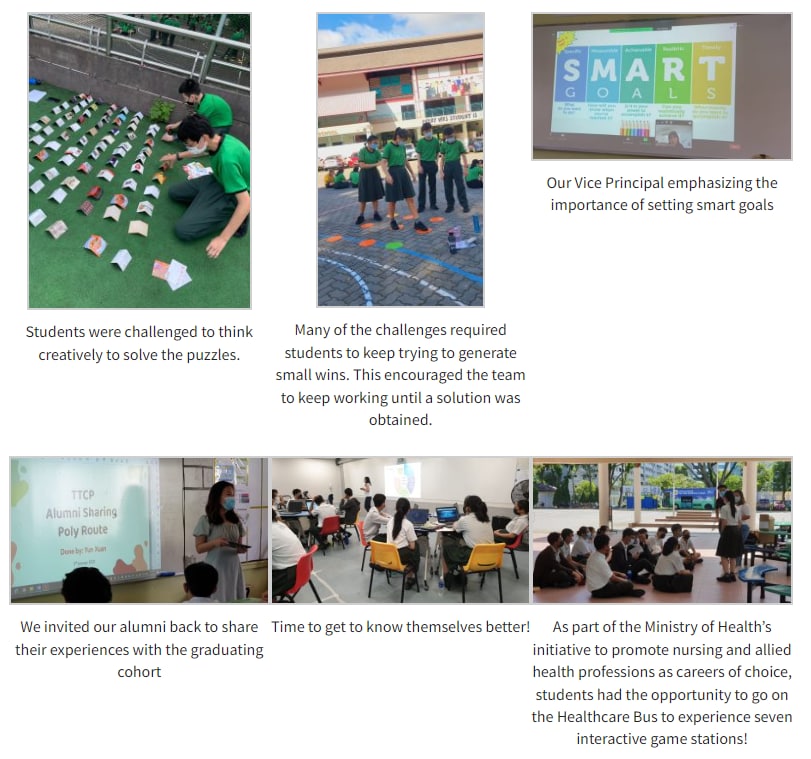 SMART
GOALS
Our Vice Principal emphasizing the
importance of setting smart goals
Students were challenged to think
creatively to solve the puzzles.
Many of the challenges required
students to keep trying to generate
small wins. This encouraged the team
to keep working until a solution was
obtained.
TTCP
Alumni Sharing
Poly Route
Done by: Yun Xuan
We invited our alumni back to share
their experiences with the graduating
cohort
Time to get to know themselves better!
As part of the Ministry of Health’s
initiative to promote nursing and allied
health professions as careers of choice,
students had the opportunity to go on
the Healthcare Bus to experience seven
interactive game stations!